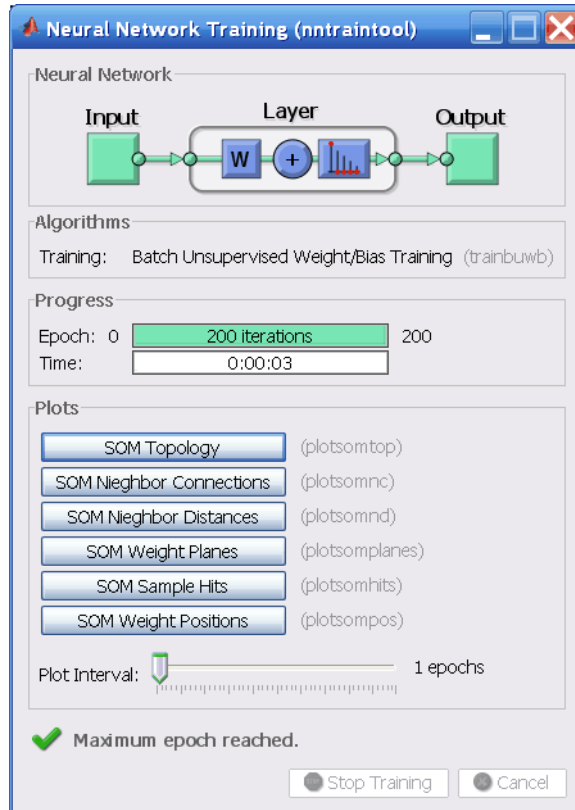 Neural Network Training (nntraintool)
Neural Network
Input Layer Output
W +
Algorithms
Training: Batch Unsupervised Weight/Bias Training (trainbuwb)
Progress
Epoch: 0 200 iterations 200
Time: 0:00:03
Plots
SOM Topology (plotsomtop)
SOM Nieghbor Connections (plotsomnc)
SOM Nieghbor Distances (plotsomnd)
SOM Weight Planes (plotsomplanes)
SOM Sample Hits (plotsomhits)
SOM Weight Positions (plotsompos)
Plot Interval: 1 epochs
Maximum epoch reached.
Stop Training Cancel